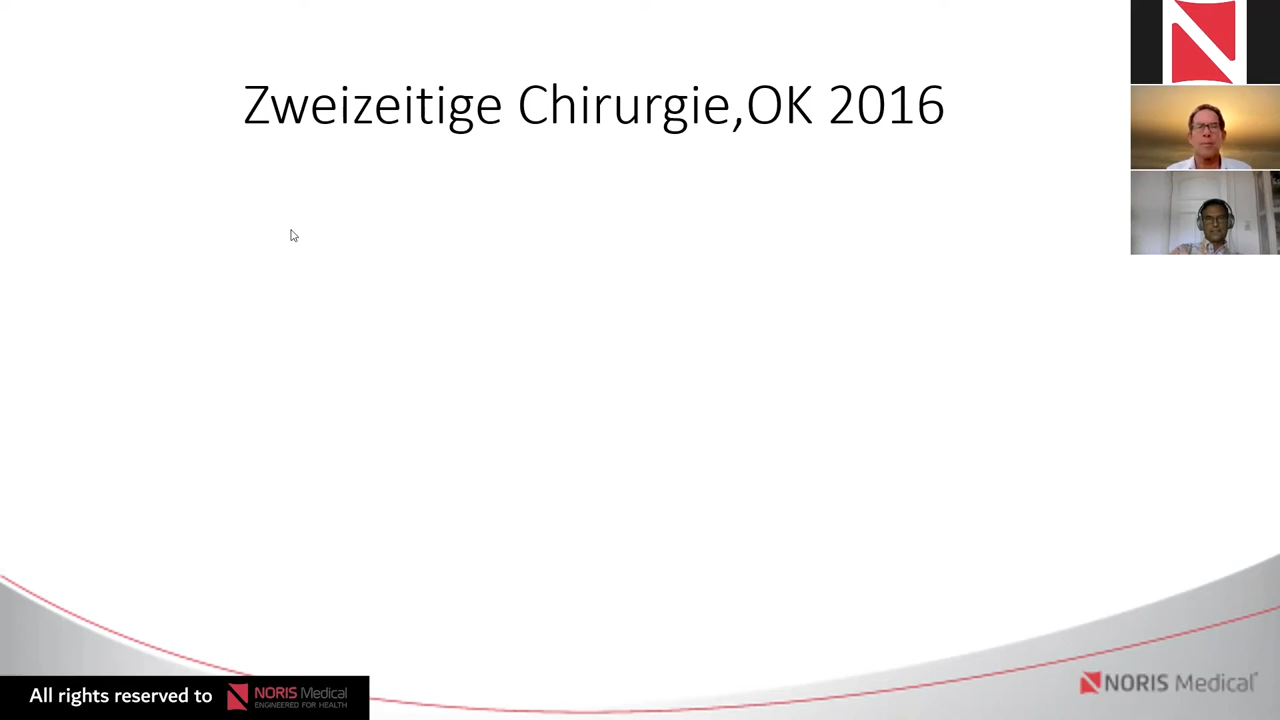 Zweizeitige Chirurgie,OK 2016
All rights reserved to NORIS Medical
ENGINEERED FOR HEALTH
NORIS Medical